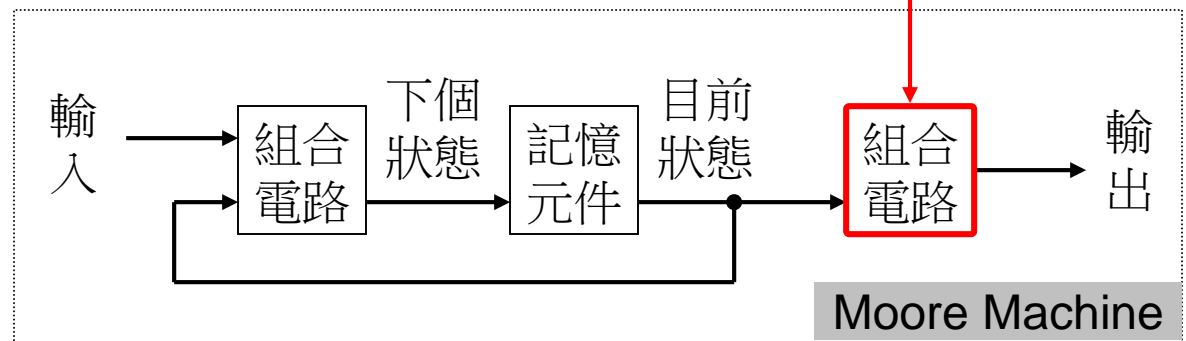 輸
入
組合
電路
下個
狀態
記憶
元件
目前
狀態
組合
電路
輸
出
Moore Machine